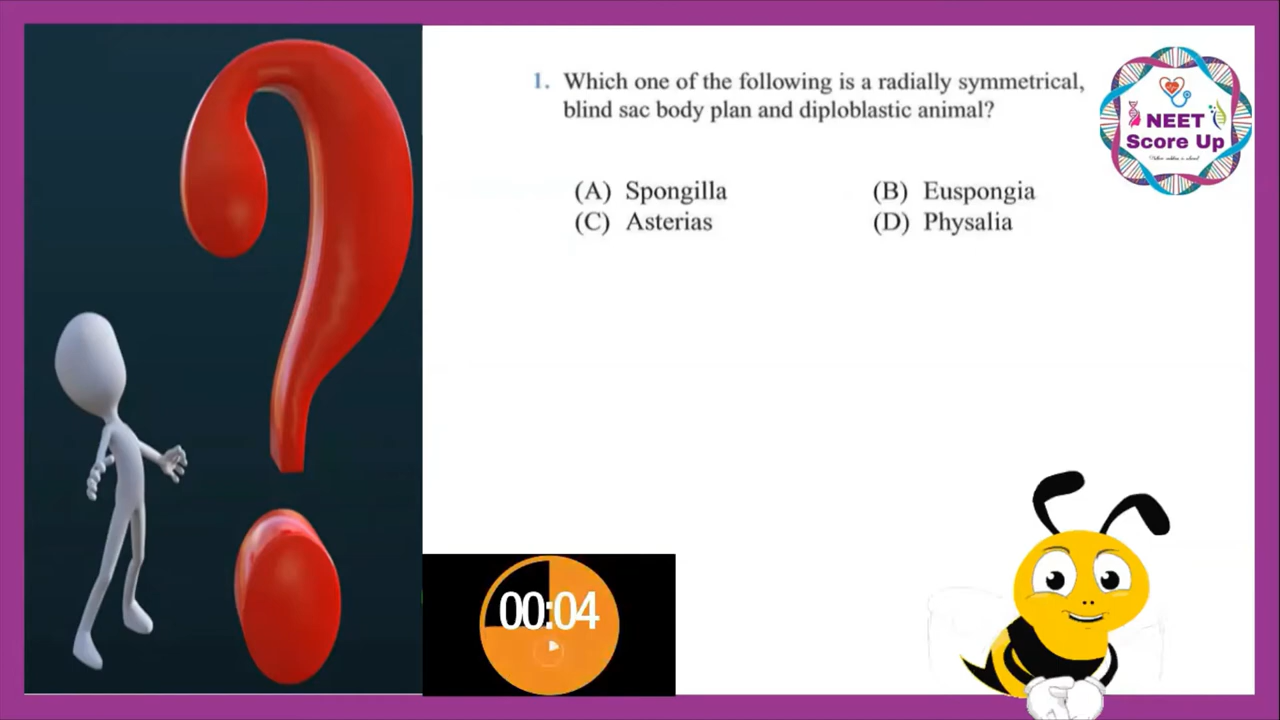 1. Which one of the following is a radially symmetrical,
blind sac body plan and diploblastic animal?
NEET
Score Up
(A) Spongilla (B) Euspongia
(C) Asterias (D) Physalia
00:04